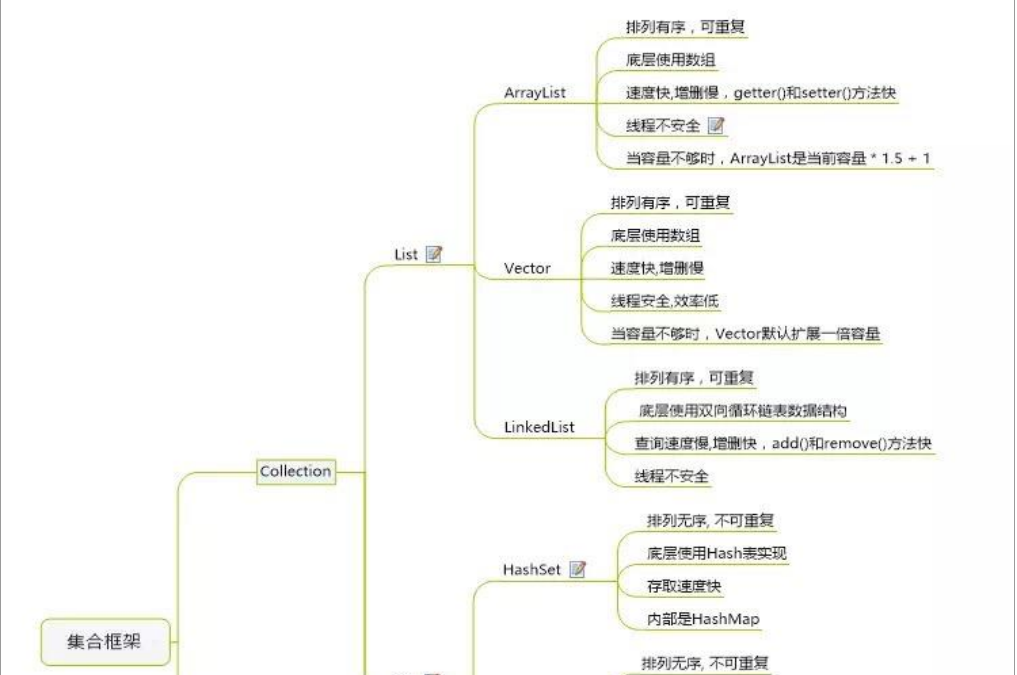 排列有序，可重复
底层使用数组
ArrayList
速度快,增删慢，getter()和setter()方法快
线程不安全
当容量不够时，ArrayList是当前容量 * 1.5 + 1
排列有序，可重复
底层使用数组
List
Vector
速度快,增删慢
线程安全,效率低
当容量不够时，Vector默认扩展一倍容量
排列有序，可重复
底层使用双向循环链表数据结构
LinkedList
查询速度慢,增删快，add()和remove()方法快
线程不安全
Collection
排列无序, 不可重复
底层使用Hash表实现
HashSet
存取速度快
内部是HashMap
集合框架
排列无序, 不可重复